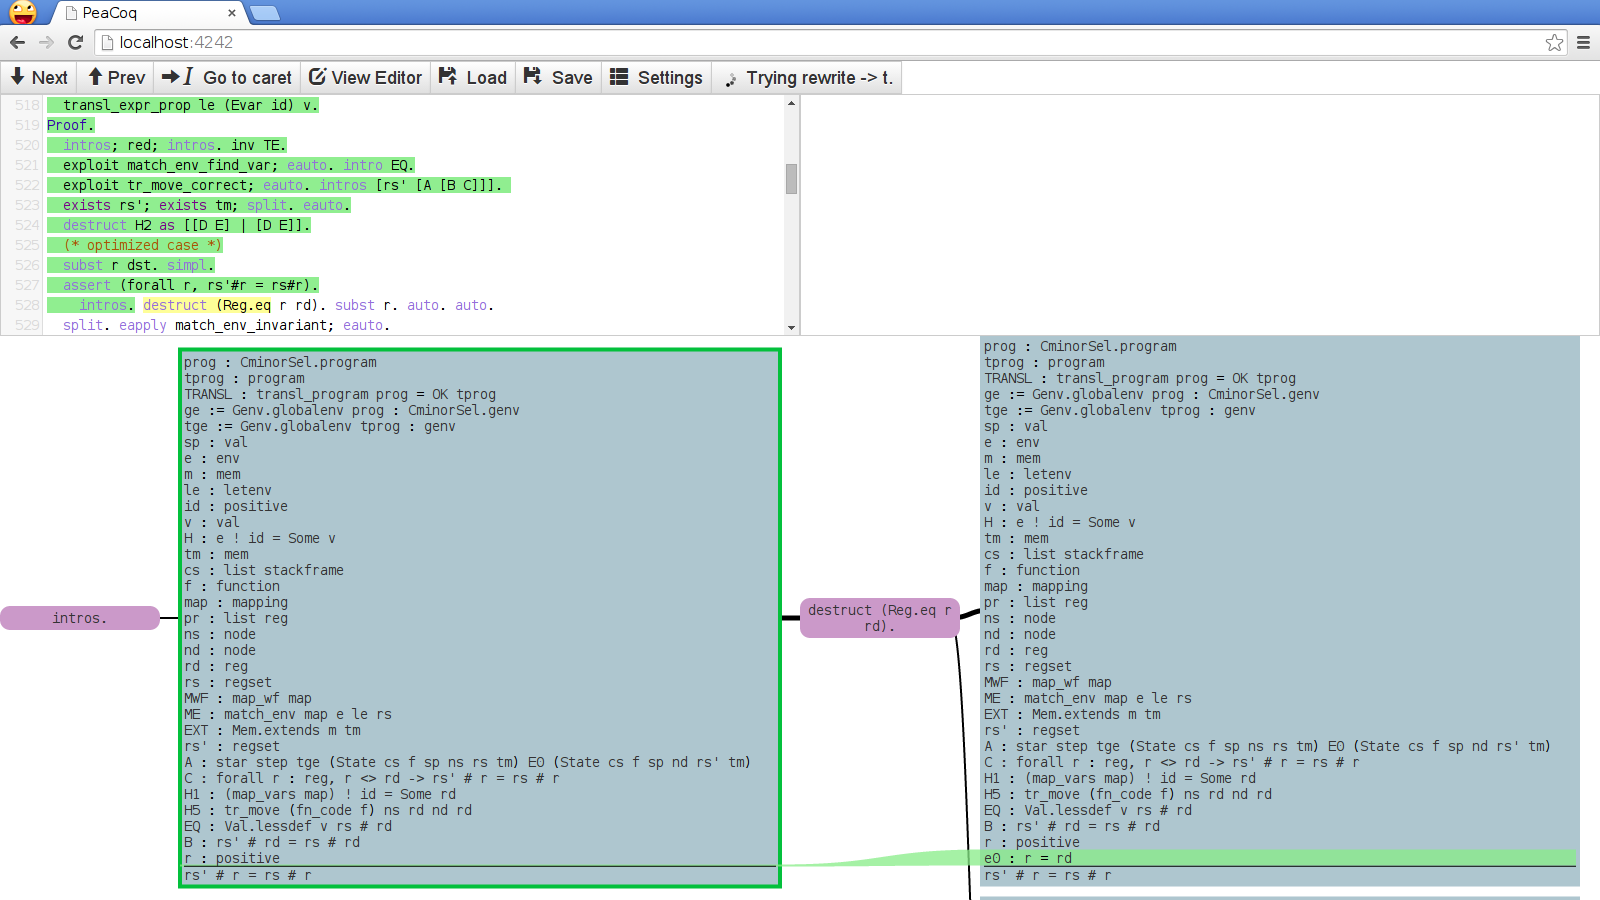 PeaCoq ×
localhost:4242
Next Prev Go to caret View Editor Load Save Settings Trying rewrite -> t.
518 transl_expr_prop le (Evar id) v.
519 Proof.
520 intros; red; intros. inv TE.
521 exploit match_env_find_var; eauto. intro EQ.
522 exploit tr_move_correct; eauto. intros [rs' [A [B C]]].
523 exists rs'; exists tm; split. eauto.
524 destruct H2 as [[D E] | [D E]].
525 (* optimized case *)
526 subst r dst. simpl.
527 assert (forall r, rs'#r = rs#r).
528 intros. destruct (Reg.eq r rd). subst r. auto. auto.
529 split. eapply match_env_invariant; eauto.
intros.
prog : CminorSel.program
tprog : program
TRANSL : transl_program prog = OK tprog
ge := Genv.globalenv prog : CminorSel.genv
tge := Genv.globalenv tprog : genv
sp : val
e : env
m : mem
le : letenv
id : positive
v : val
H : e ! id = Some v
tm : mem
cs : list stackframe
f : function
map : mapping
pr : list reg
ns : node
nd : node
rd : reg
rs : regset
MWF : map_wf map
ME : match_env map e le rs
EXT : Mem.extends m tm
rs' : regset
A : star step tge (State cs f sp ns rs tm) E0 (State cs f sp nd rs' tm)
C : forall r : reg, r <> rd -> rs' # r = rs # r
H1 : (map_vars map) ! id = Some rd
H5 : tr_move (fn_code f) ns rd nd rd
EQ : Val.lessdef v rs # rd
B : rs' # rd = rs # rd
r : positive
rs' # r = rs # r
destruct (Reg.eq r
rd).
prog : CminorSel.program
tprog : program
TRANSL : transl_program prog = OK tprog
ge := Genv.globalenv prog : CminorSel.genv
tge := Genv.globalenv tprog : genv
sp : val
e : env
m : mem
le : letenv
id : positive
v : val
H : e ! id = Some v
tm : mem
cs : list stackframe
f : function
map : mapping
pr : list reg
ns : node
nd : node
rd : reg
rs : regset
MWF : map_wf map
ME : match_env map e le rs
EXT : Mem.extends m tm
rs' : regset
A : star step tge (State cs f sp ns rs tm) E0 (State cs f sp nd rs' tm)
C : forall r : reg, r <> rd -> rs' # r = rs # r
H1 : (map_vars map) ! id = Some rd
H5 : tr_move (fn_code f) ns rd nd rd
EQ : Val.lessdef v rs # rd
B : rs' # rd = rs # rd
r : positive
e0 : r = rd
rs' # r = rs # r